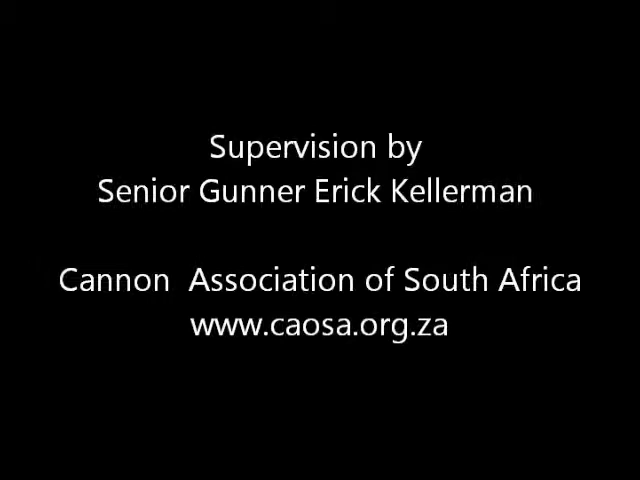 Supervision by
Senior Gunner Erick Kellerman
Cannon  Association of South Africa
www.caosa.org.za